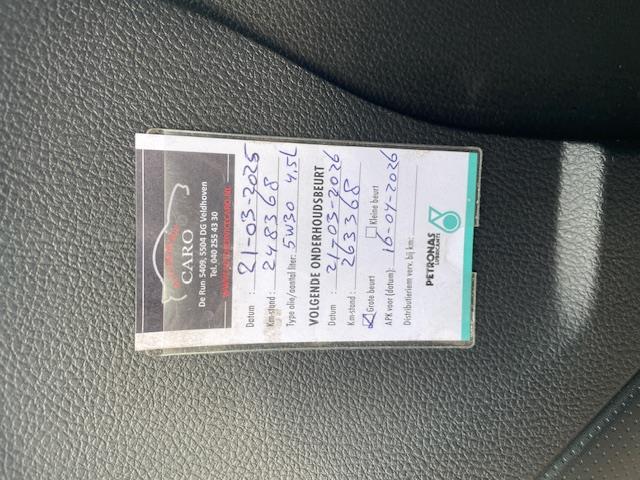 CARO
De Run 5409, 5504 DG Veldhoven
Tel. 040 255 43 30
Datum : 21-03-2025
Km-stand : 248368
Type olie/aantal liter: 5W30 4,5L
VOLGENDE ONDERHOUDSBEURT
Datum : 21-03-2026
Km-stand : 263368
Grote beurt Kleine beurt
APK voor (datum): 16-04-2026
Distributieriem verv. bij km:
PETRONAS
LUBRICANTS